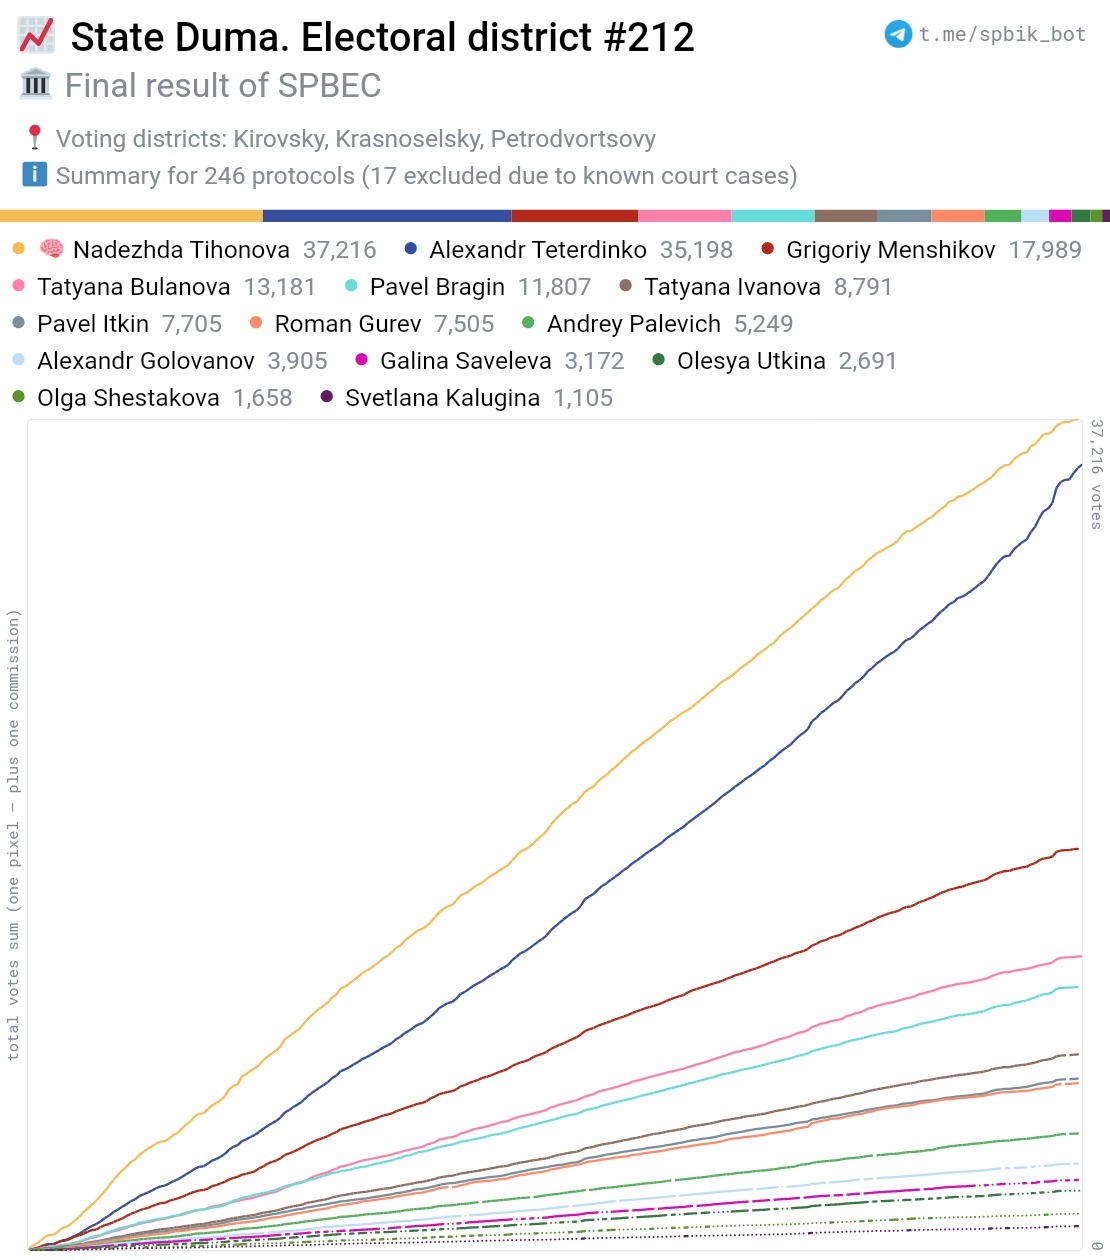 State Duma. Electoral district #212
t.me/spbik_bot
Final result of SPBEC
Voting districts: Kirovsky, Krasnoselsky, Petrodvortsovy
Summary for 246 protocols (17 excluded due to known court cases)
Nadezhda Tihonova 37,216 Alexandr Teterdinko 35,198 Grigoriy Menshikov 17,989
Tatyana Bulanova 13,181 Pavel Bragin 11,807 Tatyana Ivanova 8,791
Pavel Itkin 7,705 Roman Gurev 7,505 Andrey Palevich 5,249
Alexandr Golovanov 3,905 Galina Saveleva 3,172 Olesya Utkina 2,691
Olga Shestakova 1,658 Svetlana Kalugina 1,105
total votes sum (one pixel – plus one commission)
37,216 votes
0